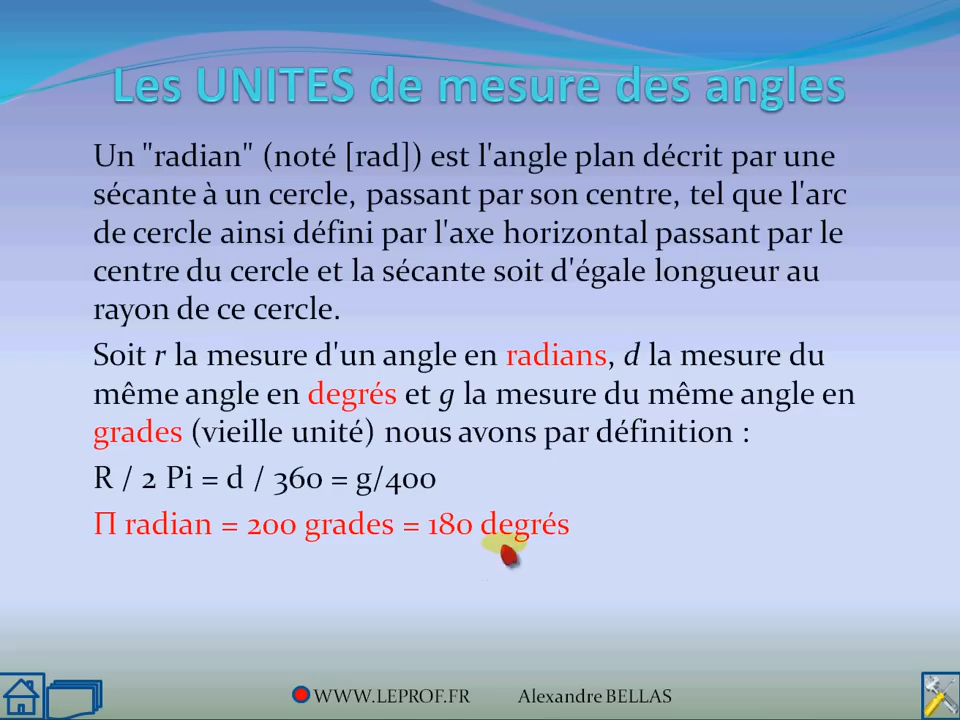 Les UNITES de mesure des angles
Un "radian" (noté [rad]) est l'angle plan décrit par une
sécante à un cercle, passant par son centre, tel que l'arc
de cercle ainsi défini par l'axe horizontal passant par le
centre du cercle et la sécante soit d'égale longueur au
rayon de ce cercle.
Soit r la mesure d'un angle en radians, d la mesure du
même angle en degrés et g la mesure du même angle en
grades (vieille unité) nous avons par définition :
R / 2 Pi = d / 360 = g/400
Π radian = 200 grades = 180 degrés
WWW.LEPROF.FR Alexandre BELLAS